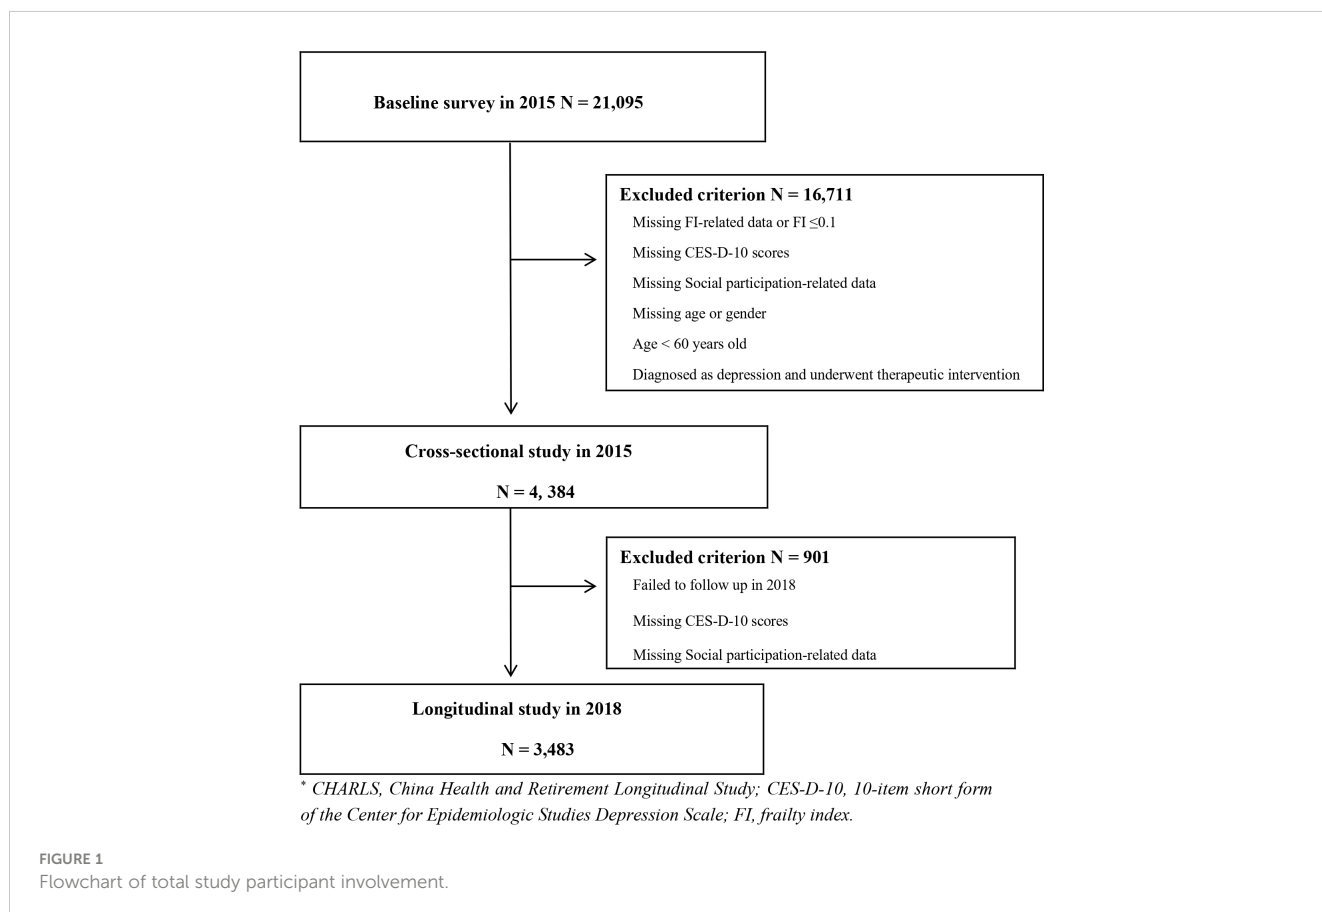 Baseline survey in 2015 N = 21,095
Excluded criterion N = 16,711
Missing FI-related data or FI ≤0.1
Missing CES-D-10 scores
Missing Social participation-related data
Missing age or gender
Age < 60 years old
Diagnosed as depression and underwent therapeutic intervention
Cross-sectional study in 2015
N = 4, 384
Excluded criterion N = 901
Failed to follow up in 2018
Missing CES-D-10 scores
Missing Social participation-related data
Longitudinal study in 2018
N = 3,483
* CHARLS, China Health and Retirement Longitudinal Study; CES-D-10, 10-item short form
of the Center for Epidemiologic Studies Depression Scale; FI, frailty index.
FIGURE 1
Flowchart of total study participant involvement.